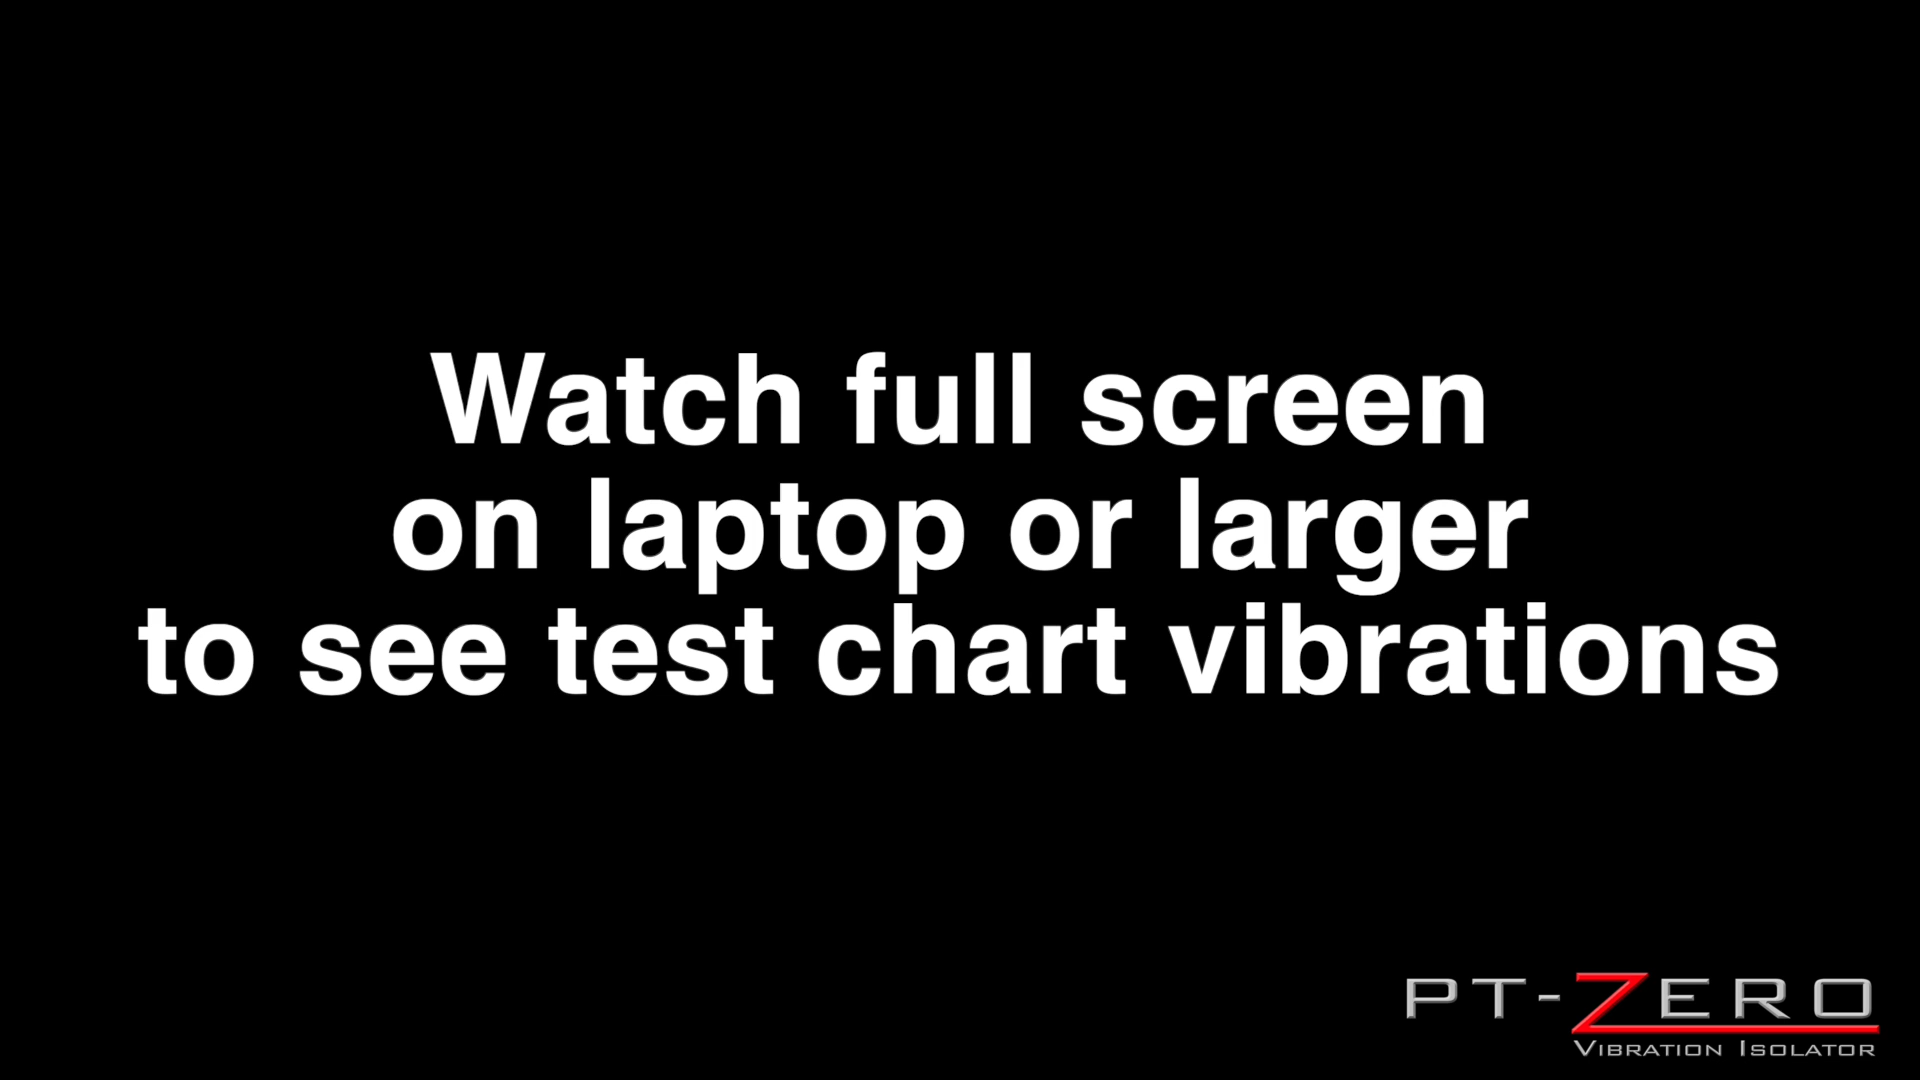 Watch full screen
on laptop or larger
to see test chart vibrations
PT-ZERO
VIBRATION ISOLATOR